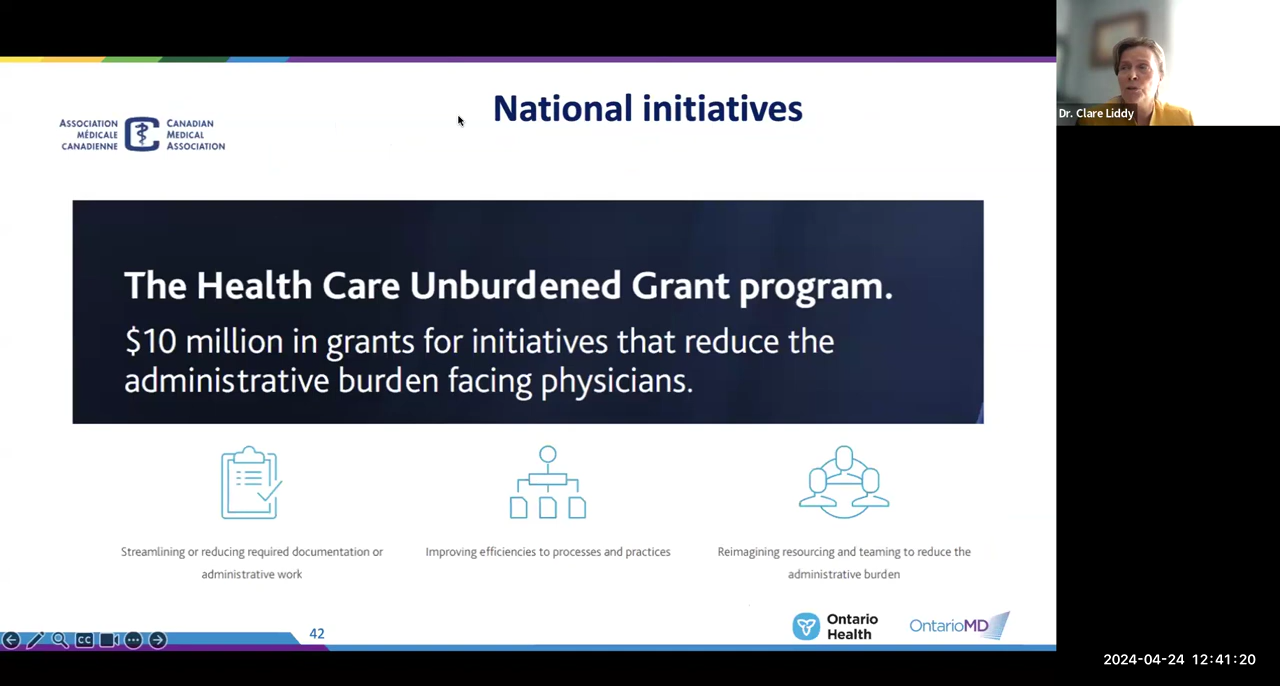 National initiatives
ASSOCIATION
MÉDICALE
CANADIENNE
CANADIAN
MEDICAL
ASSOCIATION
Dr. Clare Liddy
The Health Care Unburdened Grant program.
$10 million in grants for initiatives that reduce the
administrative burden facing physicians.
Streamlining or reducing required documentation or
administrative work
Improving efficiencies to processes and practices
Reimagining resourcing and teaming to reduce the
administrative burden
CC
42
Ontario
Health
OntarioMD
2024-04-24 12:41:20